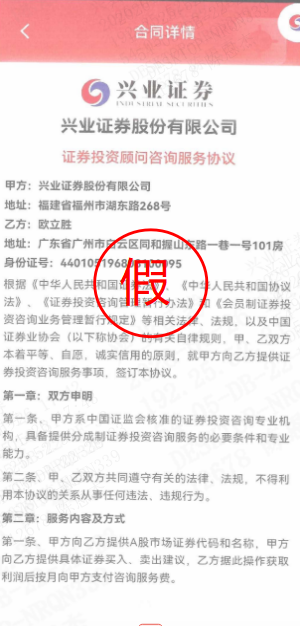 合同详情
兴业证券
INDUSTRIAL SECURITIES
兴业证券股份有限公司
证券投资顾问咨询服务协议
甲方：兴业证券股份有限公司
地址：福建省福州市湖东路268号
乙方：欧立胜
地址：广东省广州市白云区同和握山东路一巷一号101房
身份证号：440105196
095
假
根据《中华人民共和国证券法》、《中华人民共和国协议
法》、《证券投资咨询管理暂行办法》和《会员制证券投
资咨询业务管理暂行规定》等相关法律、法规，以及中国
证券业协会（以下称协会）的有关自律规则，甲、乙双方
本着平等、自愿，诚实信用的原则，就甲方向乙方提供证
券投资咨询服务事项，签订本协议。
第一章：双方申明
第一条、甲方系中国证监会核准的证券投资咨询专业机
构，具备提供分成制证券投资咨询服务的必要条件和专业
能力。
第二条、甲、乙双方共同遵守有关的法律，法规，不得利
用本协议的关系从事任何违法、违规行为。
第二章：服务内容及方式
第一条、甲方向乙方提供A股市场证券代码和名称，甲方
向乙方提供具体证券买入、卖出建议，乙方据此操作获取
利润后按月向甲方支付咨询服务费。